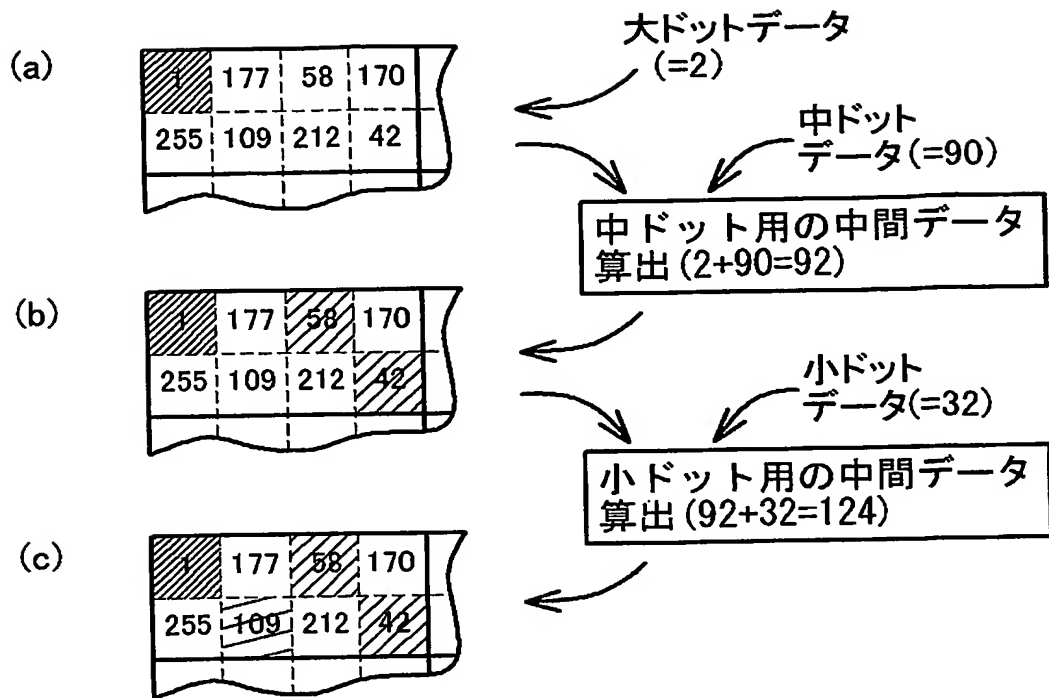 (a)
1 177 58 170
255 109 212 42
大ドットデータ
(=2)
中ドット
データ(=90)
中ドット用の中間データ
算出(2+90=92)
(b)
1 177 58 170
255 109 212 42
小ドット
データ(=32)
小ドット用の中間データ
算出(92+32=124)
(c)
1 177 58 170
255 109 212 42